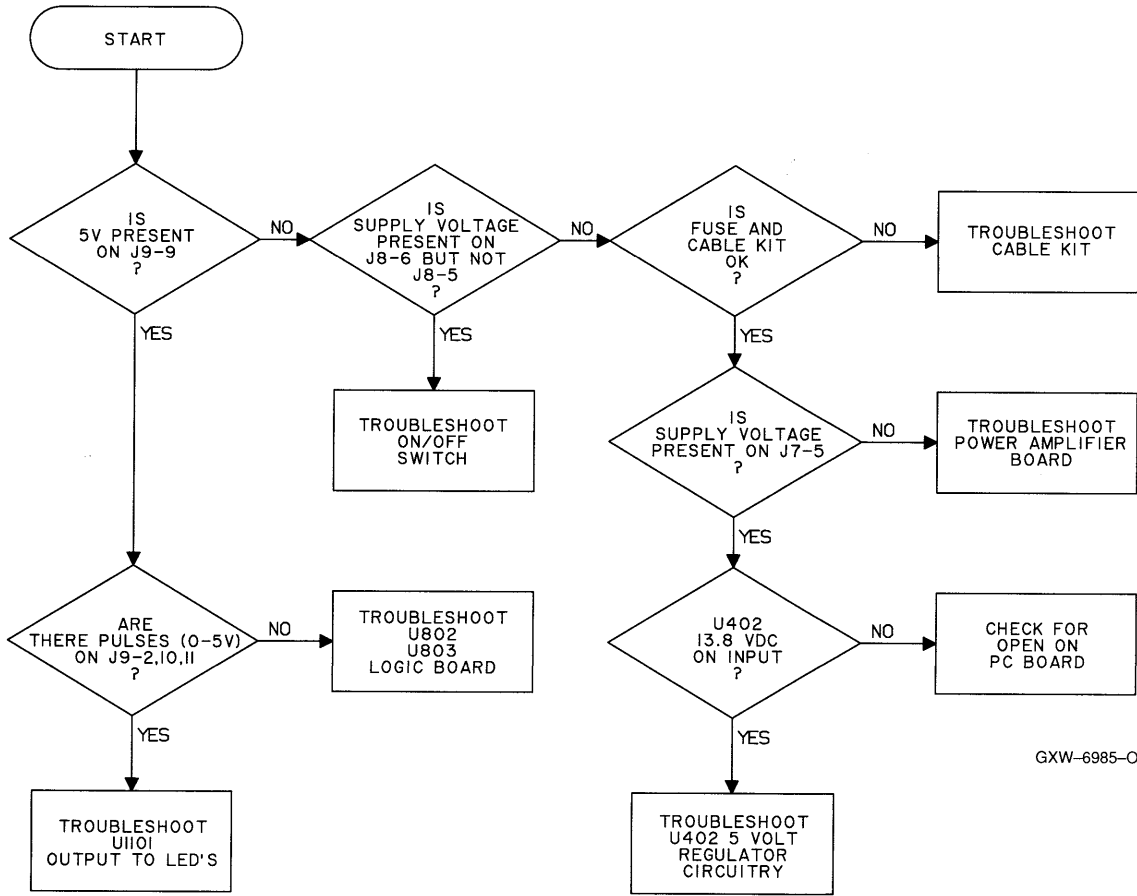 START
IS
5V PRESENT
ON J9-9
?
NO
YES
IS
SUPPLY VOLTAGE
PRESENT ON
J8-6 BUT NOT
J8-5
?
NO
YES
IS
FUSE AND
CABLE KIT
OK
?
NO
YES
TROUBLESHOOT
CABLE KIT
TROUBLESHOOT
ON/OFF
SWITCH
IS
SUPPLY VOLTAGE
PRESENT ON J7-5
?
NO
YES
TROUBLESHOOT
POWER AMPLIFIER
BOARD
ARE
THERE PULSES (0-5V)
ON J9-2,10,11
?
NO
YES
TROUBLESHOOT
U802
U803
LOGIC BOARD
U402
13.8 VDC
ON INPUT
?
NO
YES
CHECK FOR
OPEN ON
PC BOARD
GXW-6985-O
TROUBLESHOOT
U1101
OUTPUT TO LED'S
TROUBLESHOOT
U402 5 VOLT
REGULATOR
CIRCUITRY